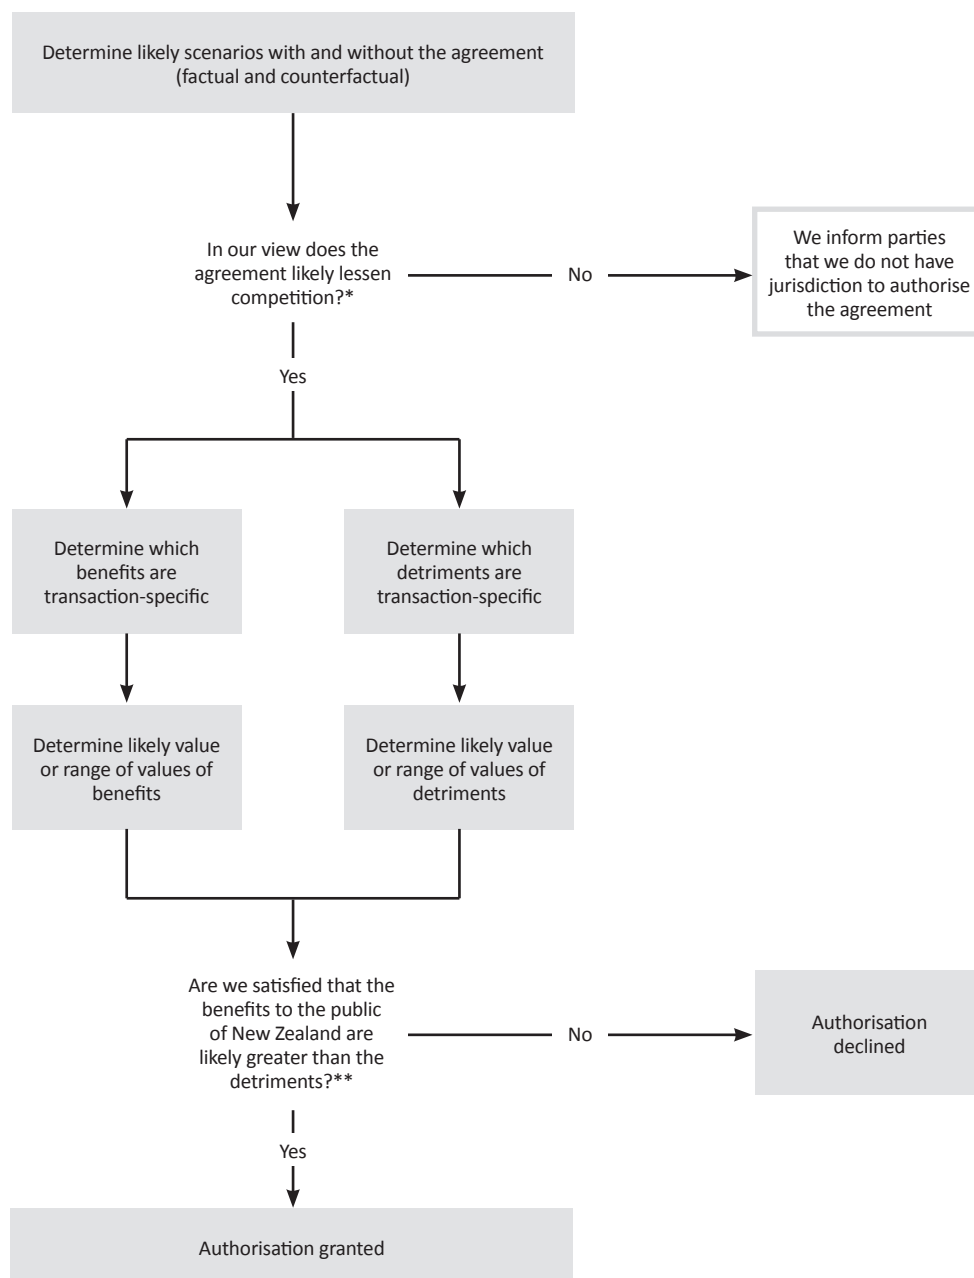 Determine likely scenarios with and without the agreement
(factual and counterfactual)
In our view does the
agreement likely lessen
competition?*
No
We inform parties
that we do not have
jurisdiction to authorise
the agreement
Yes
Determine which
benefits are
transaction-specific
Determine which
detriments are
transaction-specific
Determine likely value
or range of values of
benefits
Determine likely value
or range of values of
detriments
Are we satisfied that the
benefits to the public
of New Zealand are
likely greater than the
detriments?**
No
Authorisation
declined
Yes
Authorisation granted